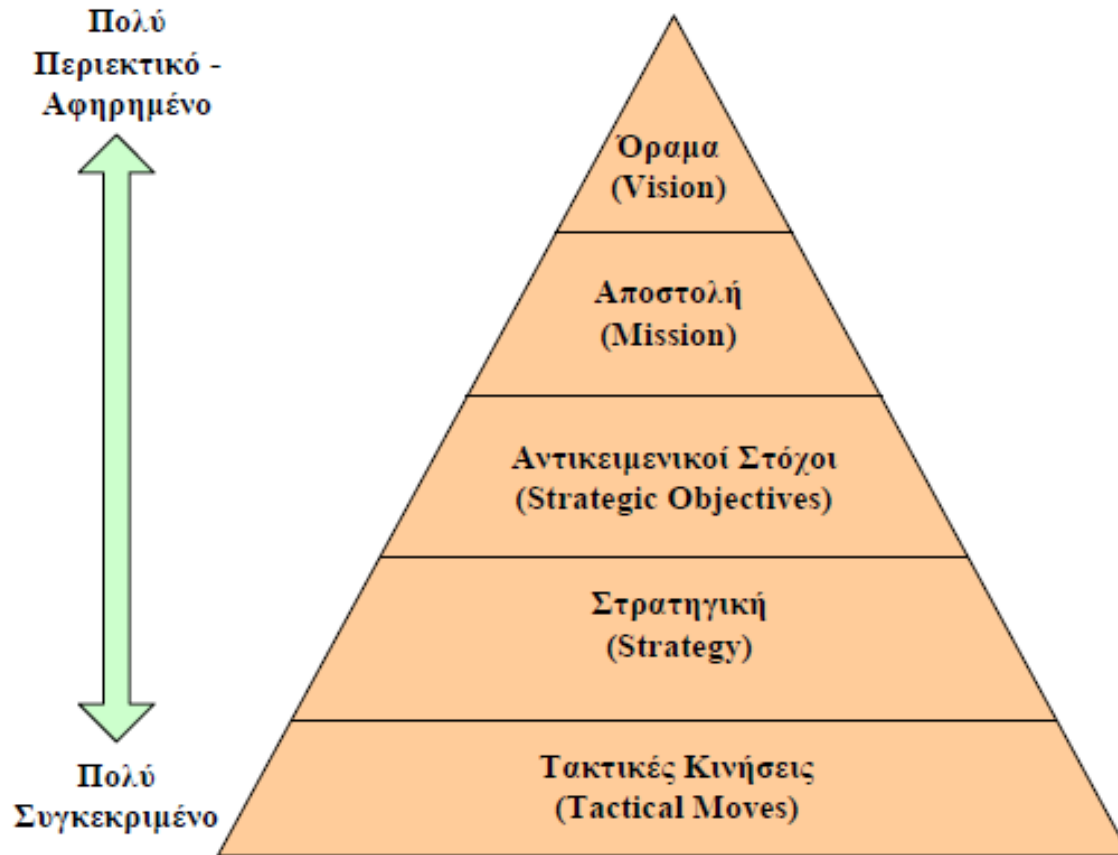 Πολύ
Περιεκτικό -
Αφηρημένο
Όραμα
(Vision)
Αποστολή
(Mission)
Αντικειμενικοί Στόχοι
(Strategic Objectives)
Στρατηγική
(Strategy)
Τακτικές Κινήσεις
(Tactical Moves)
Πολύ
Συγκεκριμένο